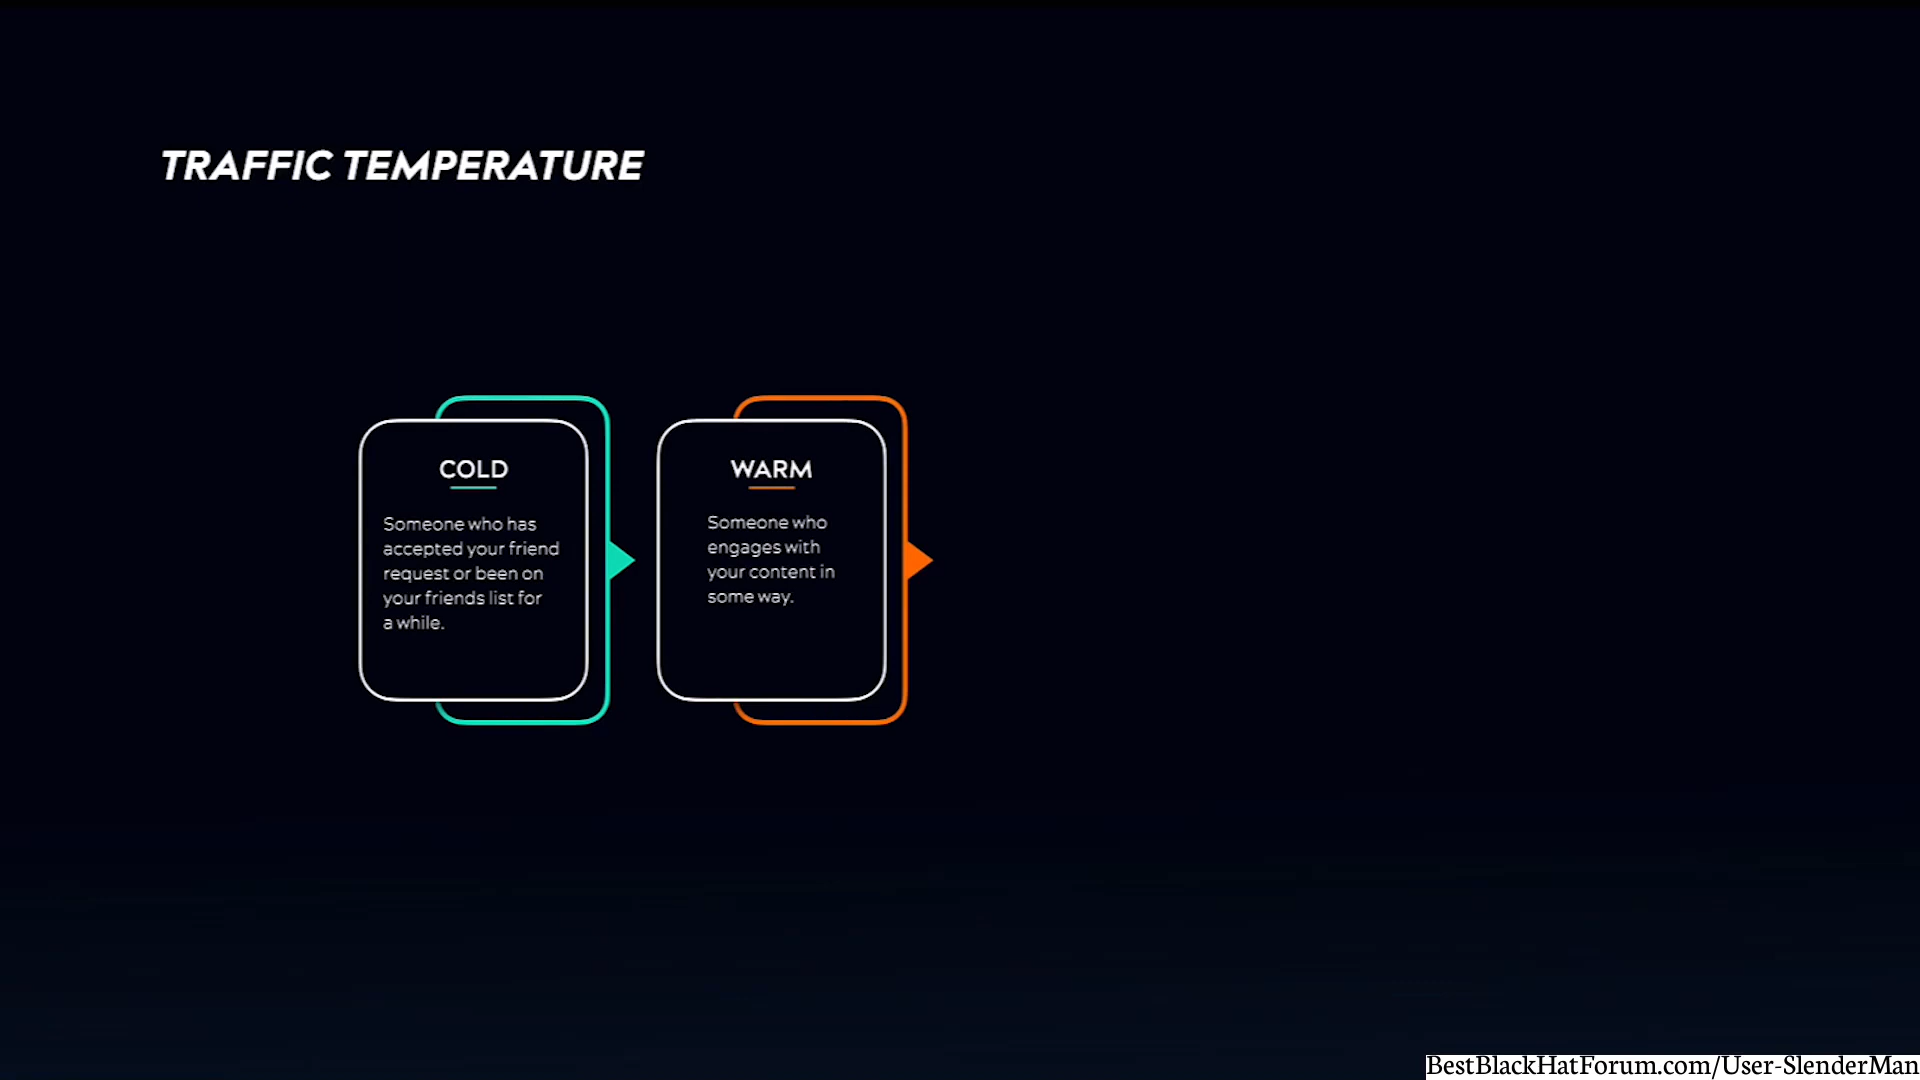 TRAFFIC TEMPERATURE
COLD
Someone who has
accepted your friend
request or been on
your friends list for
a while.
WARM
Someone who
engages with
your content in
some way.
BestBlackHatForum.com/User-SlenderMan